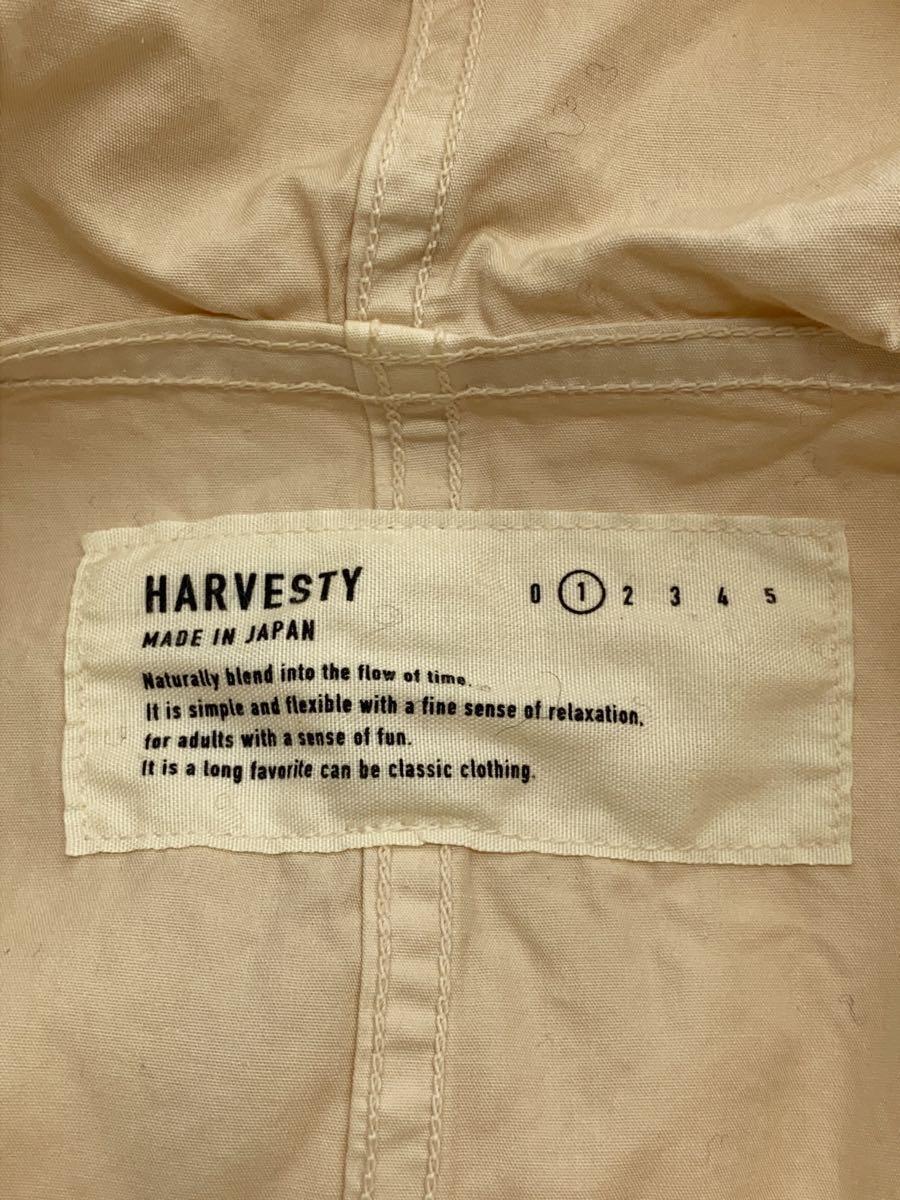 HARVESTY
0 1 2 3 4 5
MADE IN JAPAN
Naturally blend into the flow of time.
It is simple and flexible with a fine sense of relaxation,
for adults with a sense of fun.
It is a long favorite can be classic clothing.